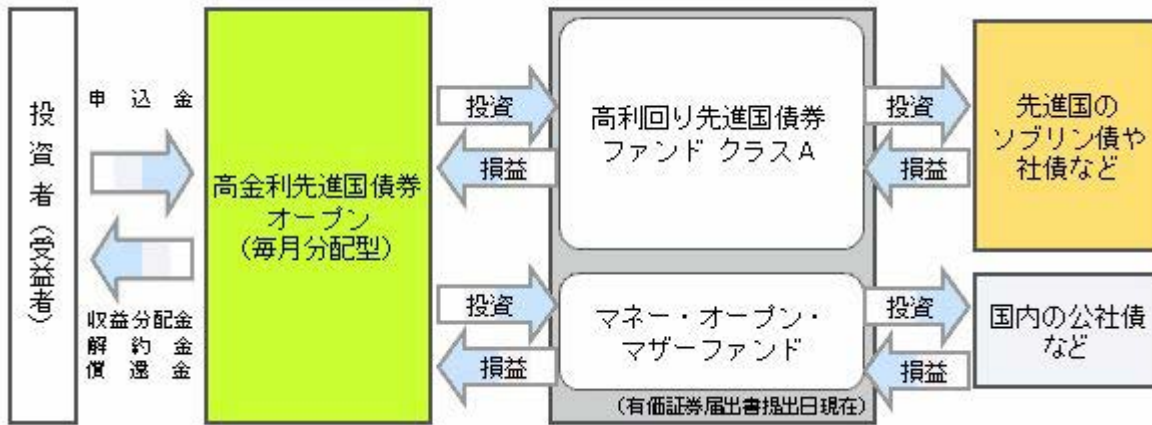 投資者（受益者）
申込金
収益分配金
解約金
償還金
高金利先進国債券
オープン
（毎月分配型）
投資
損益
投資
損益
高利回り先進国債券
ファンド クラスA
マネー・オープン・
マザーファンド
（有価証券届出書提出日現在）
投資
損益
投資
損益
先進国の
ソブリン債や
社債など
国内の公社債
など